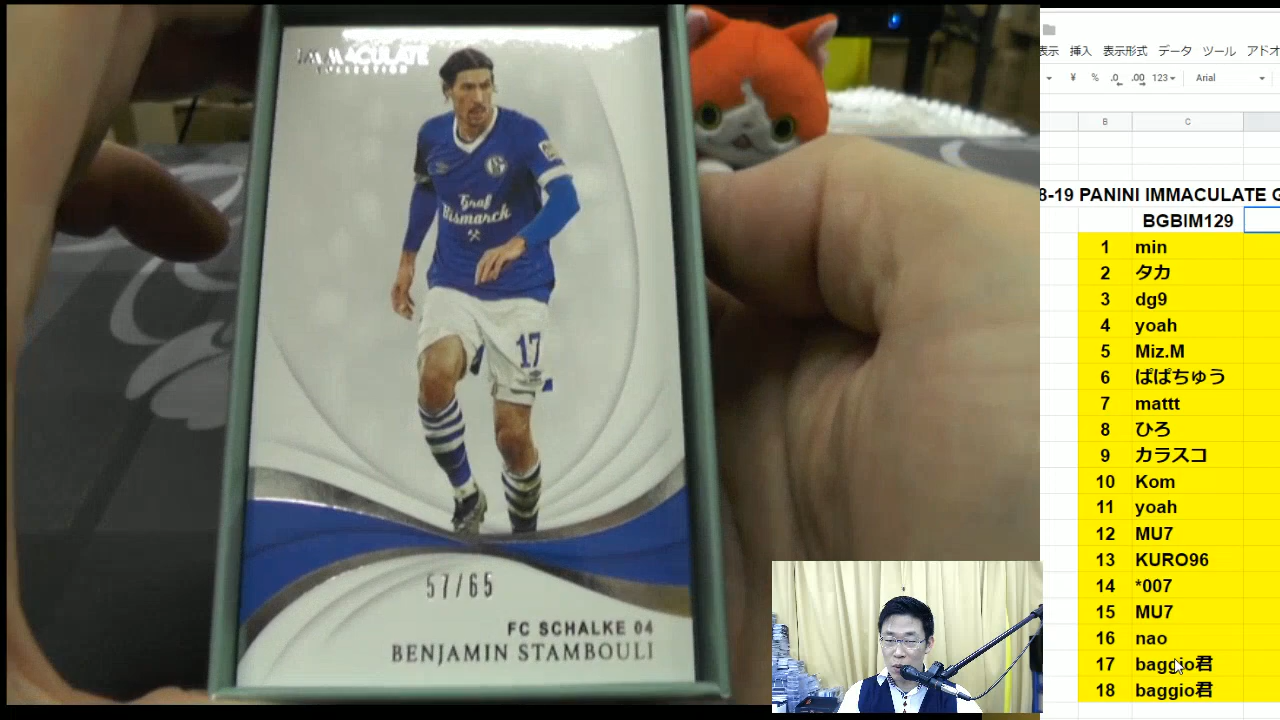 IMMACULATE
COLLECTION
Graf
Bismarck
17
57/65
FC SCHALKE 04
BENJAMIN STAMBOULI
表示 挿入 表示形式 データ ツール アドオ
¥ % .0 .00 123 Arial
B C
8-19 PANINI IMMACULATE
BGBIM129
1 min
2 タカ
3 dg9
4 yoah
5 Miz.M
6 ぱぱちゅう
7 mattt
8 ひろ
9 カラスコ
10 Kom
11 yoah
12 MU7
13 KURO96
14 *007
15 MU7
16 nao
17 baggio君
18 baggio君